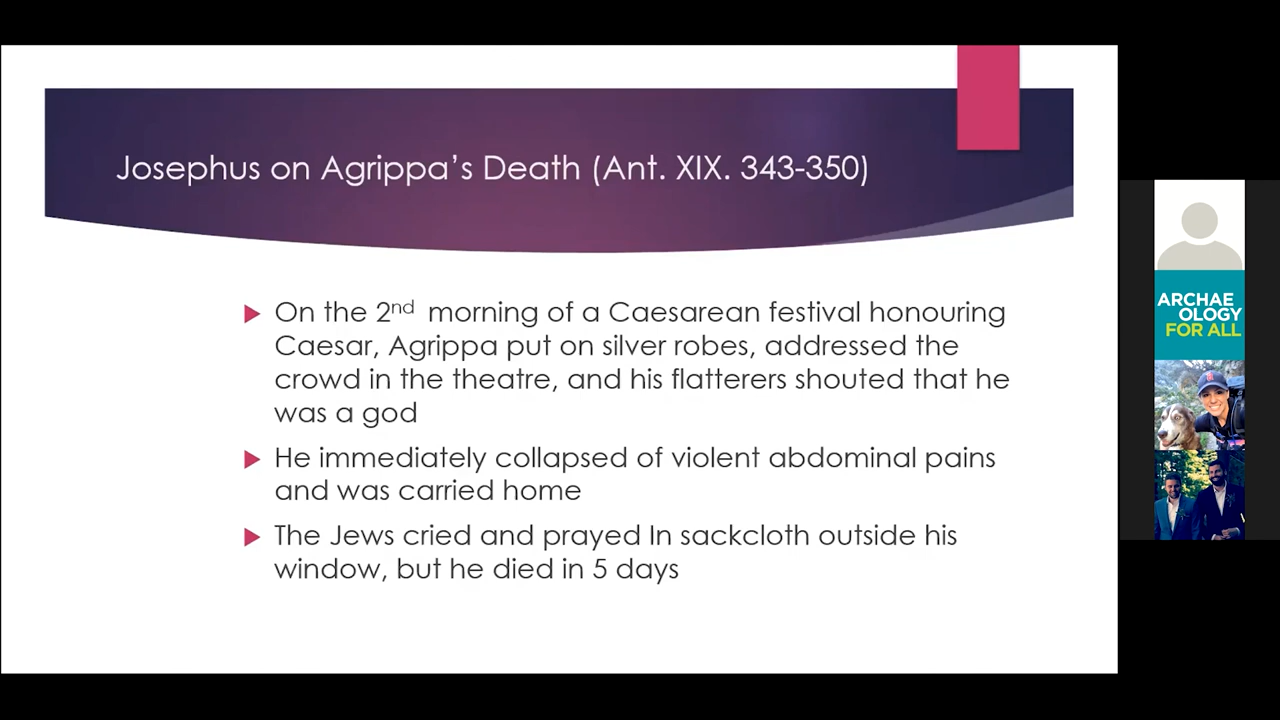 Josephus on Agrippa's Death (Ant. XIX. 343-350)
On the 2nd morning of a Caesarean festival honouring
Caesar, Agrippa put on silver robes, addressed the
crowd in the theatre, and his flatterers shouted that he
was a god
He immediately collapsed of violent abdominal pains
and was carried home
The Jews cried and prayed In sackcloth outside his
window, but he died in 5 days
ARCHAE
OLOGY
FOR ALL